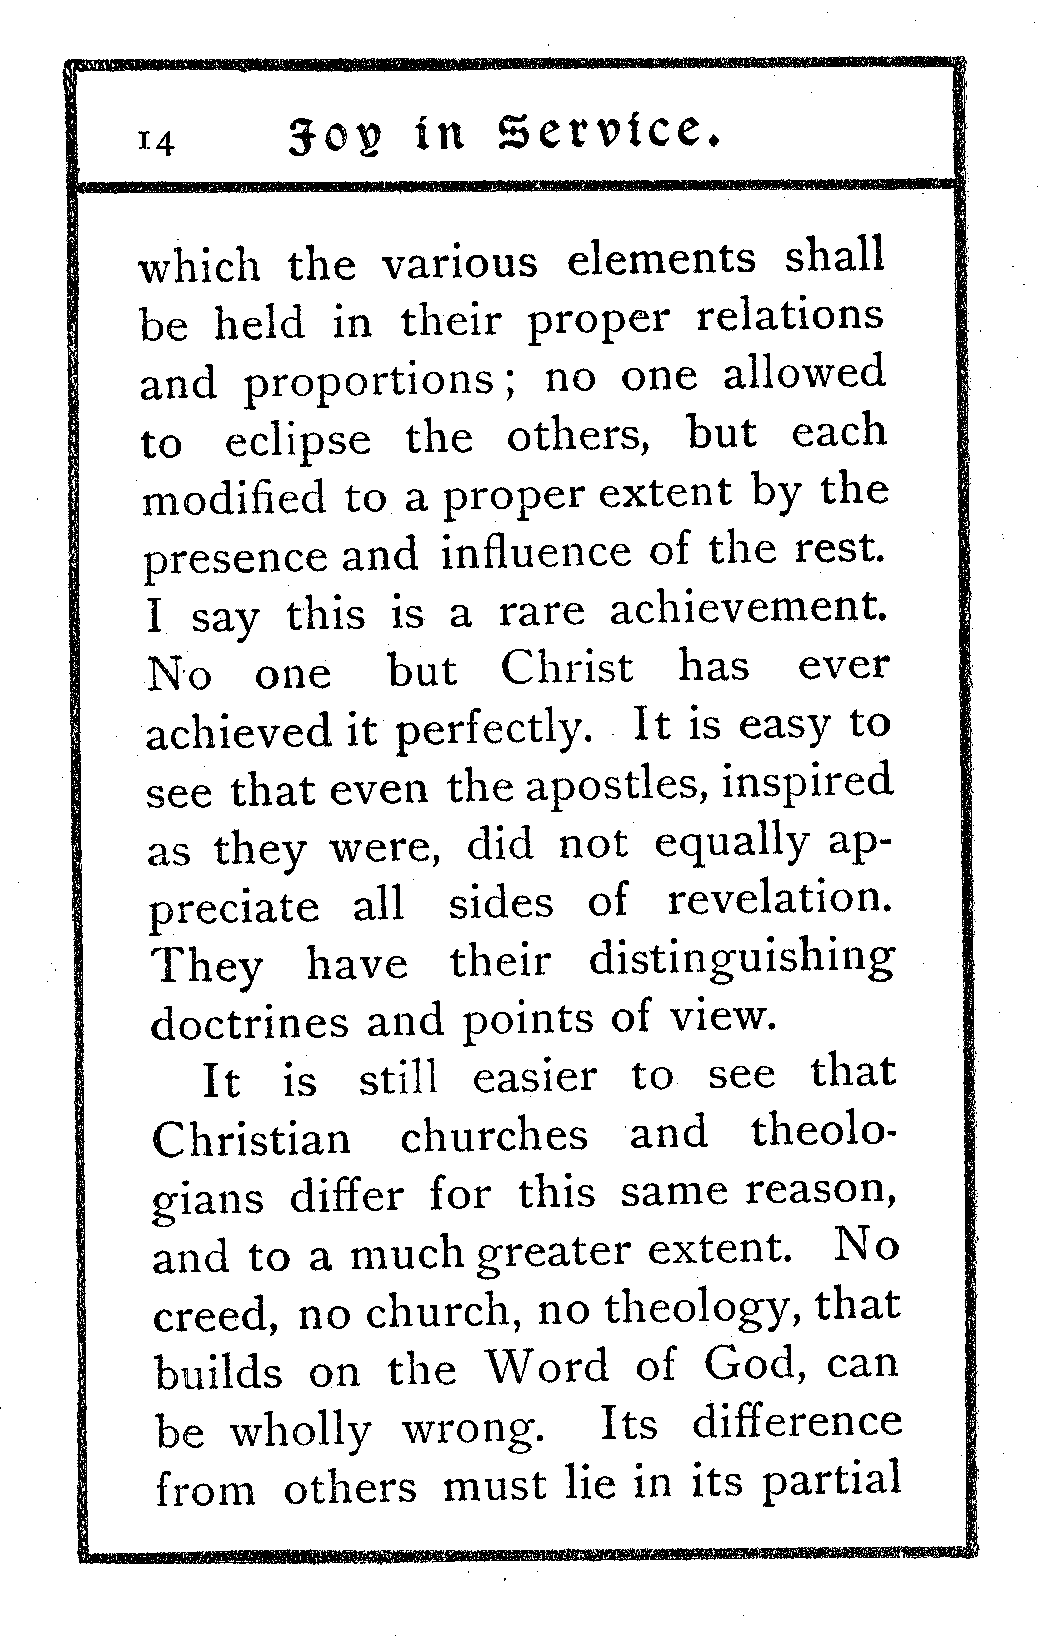 14 Joy in Service.
which the various elements shall
be held in their proper relations
and proportions; no one allowed
to eclipse the others, but each
modified to a proper extent by the
presence and influence of the rest.
I say this is a rare achievement.
No one but Christ has ever
achieved it perfectly. It is easy to
see that even the apostles, inspired
as they were, did not equally ap-
preciate all sides of revelation.
They have their distinguishing
doctrines and points of view.
It is still easier to see that
Christian churches and theolo-
gians differ for this same reason,
and to a much greater extent. No
creed, no church, no theology, that
builds on the Word of God, can
be wholly wrong. Its difference
from others must lie in its partial